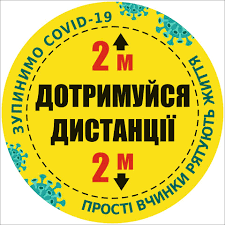 ЗУПИНИМО COVID-19
2 м
ДОТРИМУЙСЯ
ДИСТАНЦІЇ
2 м
ПРОСТІ ВЧИНКИ РЯТУЮТЬ ЖИТТЯ